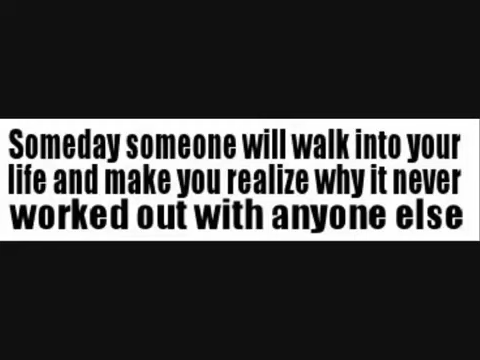 Someday someone will walk into your
life and make you realize why it never
worked out with anyone else